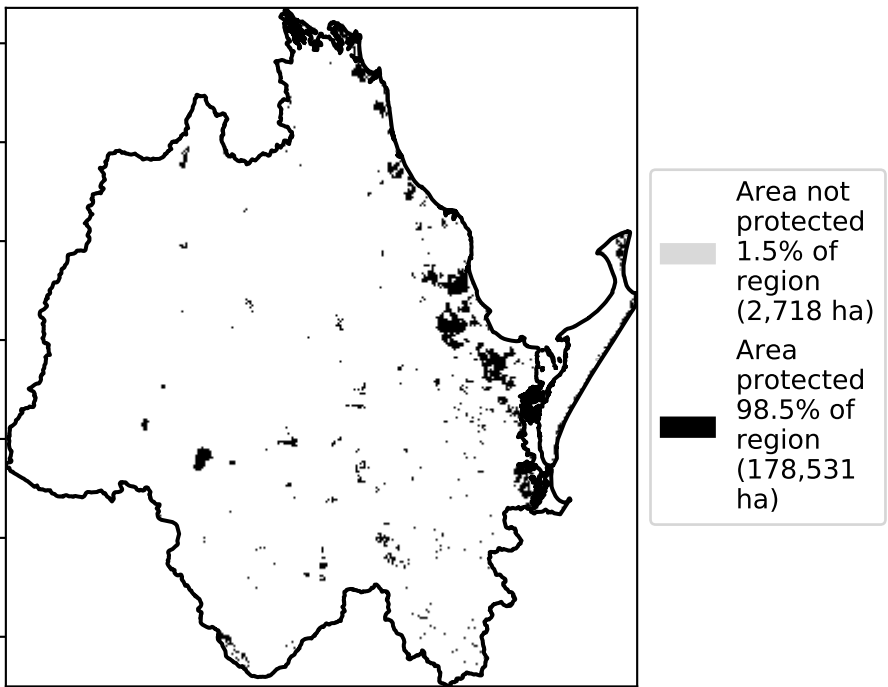 Area not
protected
1.5% of
region
(2,718 ha)
Area
protected
98.5% of
region
(178,531
ha)